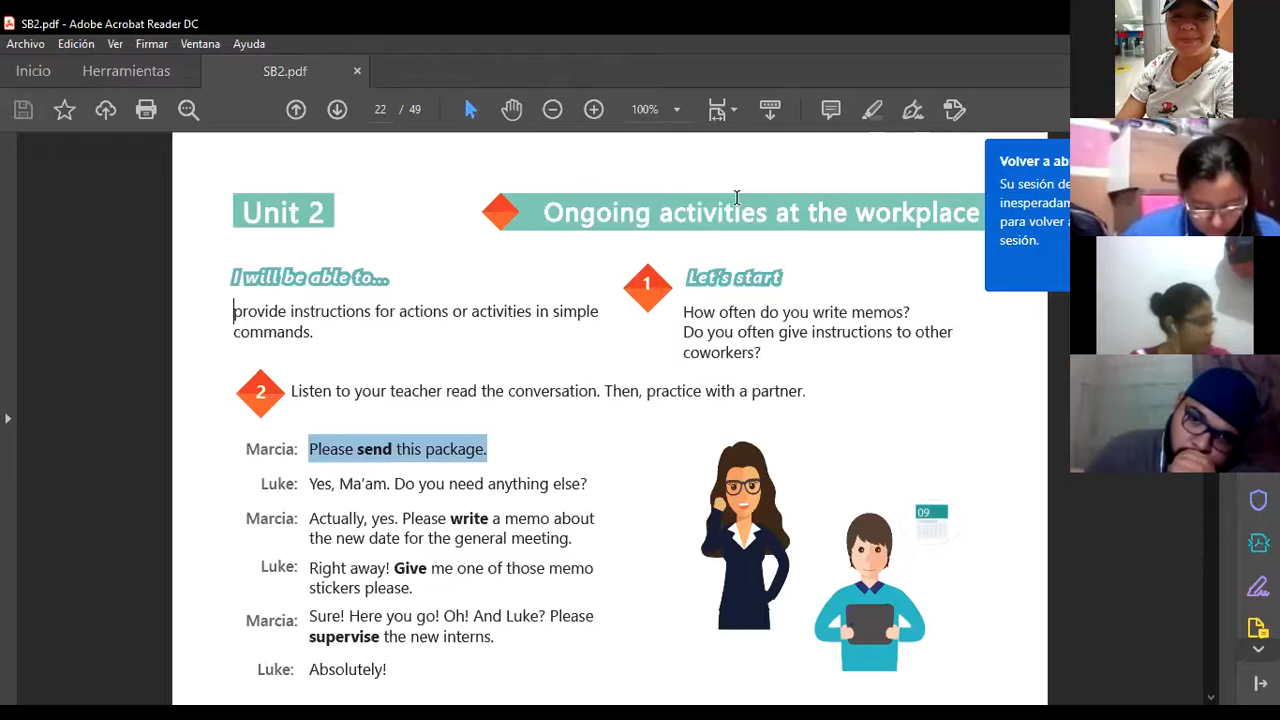 SB2.pdf - Adobe Acrobat Reader DC
Archivo Edición Ver Firmar Ventana Ayuda
Inicio Herramientas SB2.pdf ×
22 / 49 100%
Unit 2
Ongoing activities at the workplace
I will be able to...
provide instructions for actions or activities in simple
commands.
1
Let's start
How often do you write memos?
Do you often give instructions to other
coworkers?
Volver a ab
Su sesión de
inesperadam
para volver a
sesión.
2 Listen to your teacher read the conversation. Then, practice with a partner.
Marcia: Please send this package.
Luke: Yes, Ma'am. Do you need anything else?
Marcia: Actually, yes. Please write a memo about
the new date for the general meeting.
Luke: Right away! Give me one of those memo
stickers please.
Marcia: Sure! Here you go! Oh! And Luke? Please
supervise the new interns.
Luke: Absolutely!
09